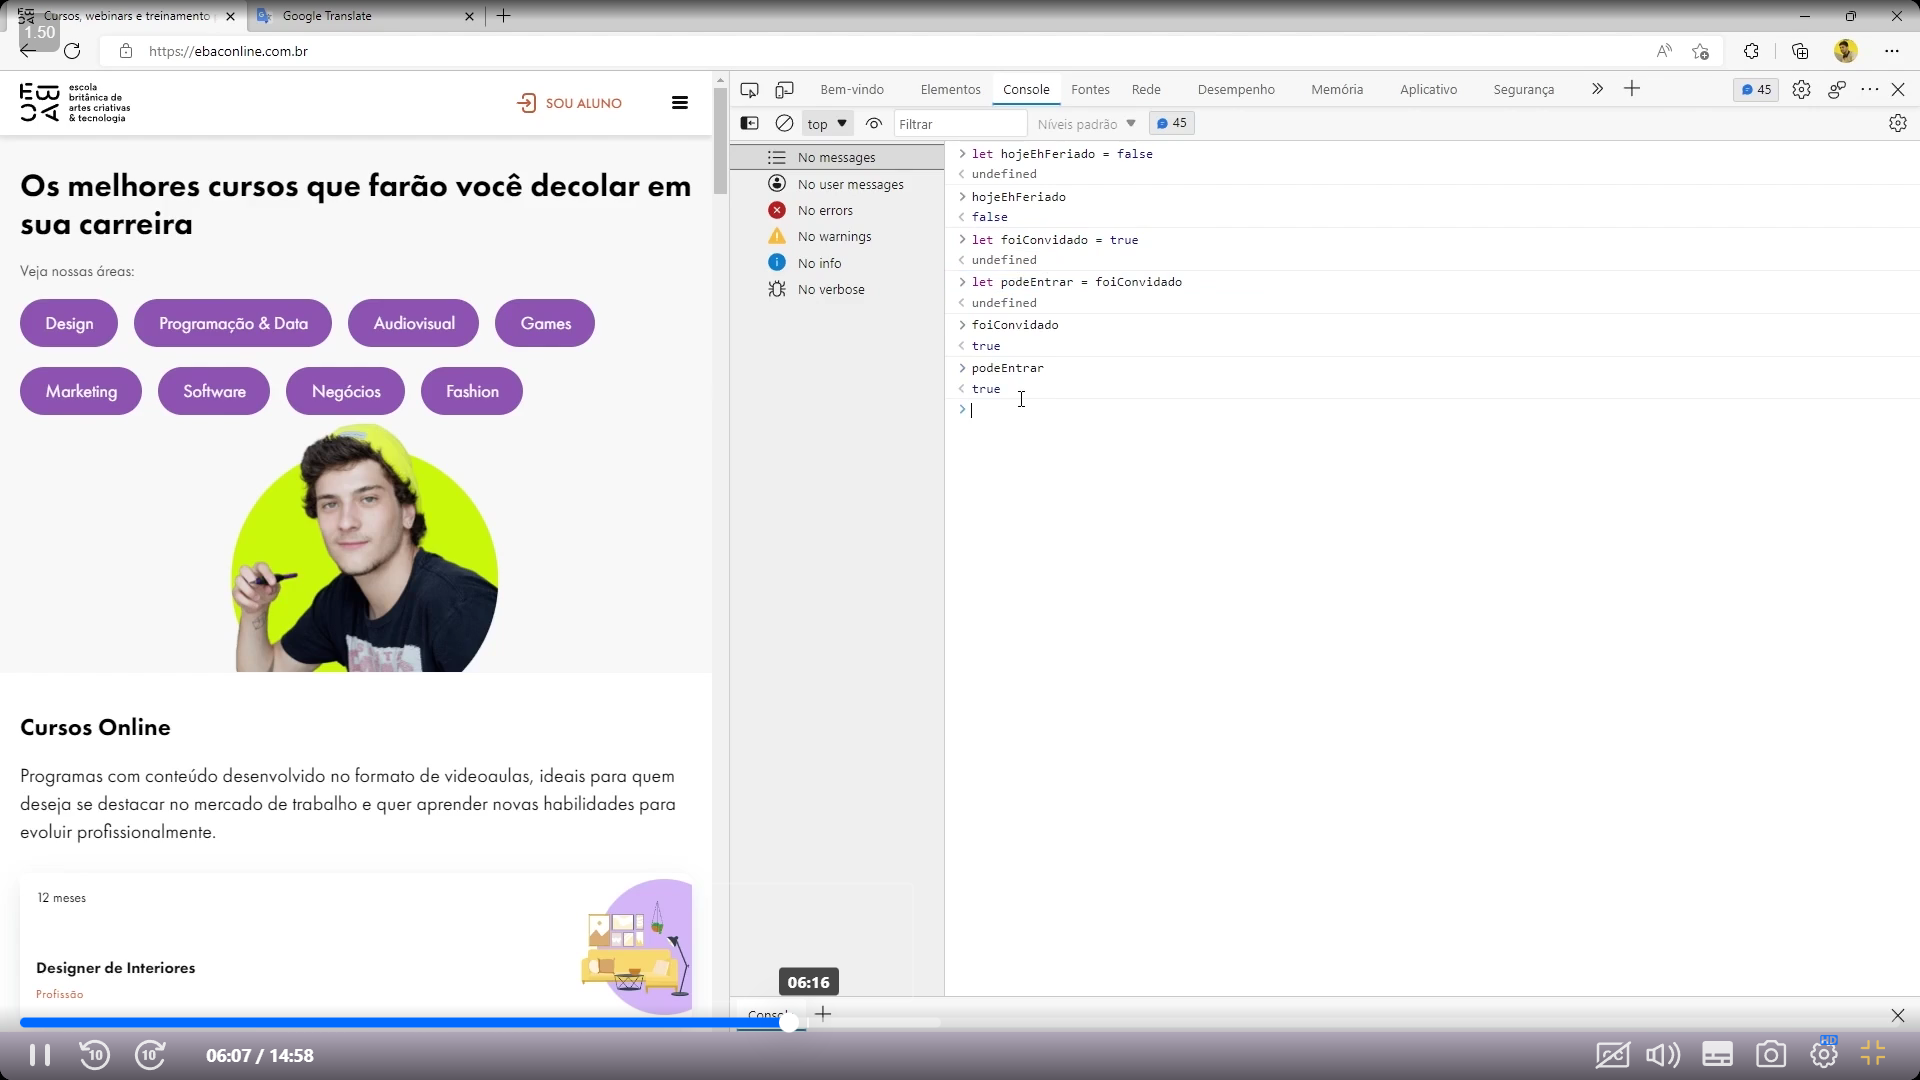 Cursos, webinars e treinamento
Google Translate
1.50
https://ebaconline.com.br
EBAC
escola
britânica de
artes criativas
& tecnologia
SOU ALUNO
Os melhores cursos que farão você decolar em
sua carreira
Veja nossas áreas:
Design
Programação & Data
Audiovisual
Games
Marketing
Software
Negócios
Fashion
Cursos Online
Programas com conteúdo desenvolvido no formato de videoaulas, ideais para quem
deseja se destacar no mercado de trabalho e quer aprender novas habilidades para
evoluir profissionalmente.
12 meses
Designer de Interiores
Profissão
Bem-vindo
Elementos
Console
Fontes
Rede
Desempenho
Memória
Aplicativo
Segurança
45
top
Filtrar
Níveis padrão
45
No messages
No user messages
No errors
No warnings
No info
No verbose
let hojeEhFeriado = false
undefined
hojeEhFeriado
false
let foiConvidado = true
undefined
let podeEntrar = foiConvidado
undefined
foiConvidado
true
podeEntrar
true
06:16
10
10
06:07 / 14:58
HD